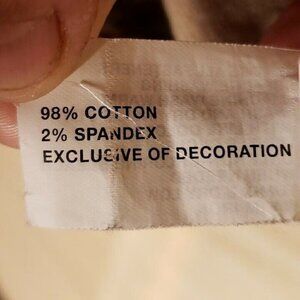 98% COTTON
2% SPANDEX
EXCLUSIVE OF DECORATION